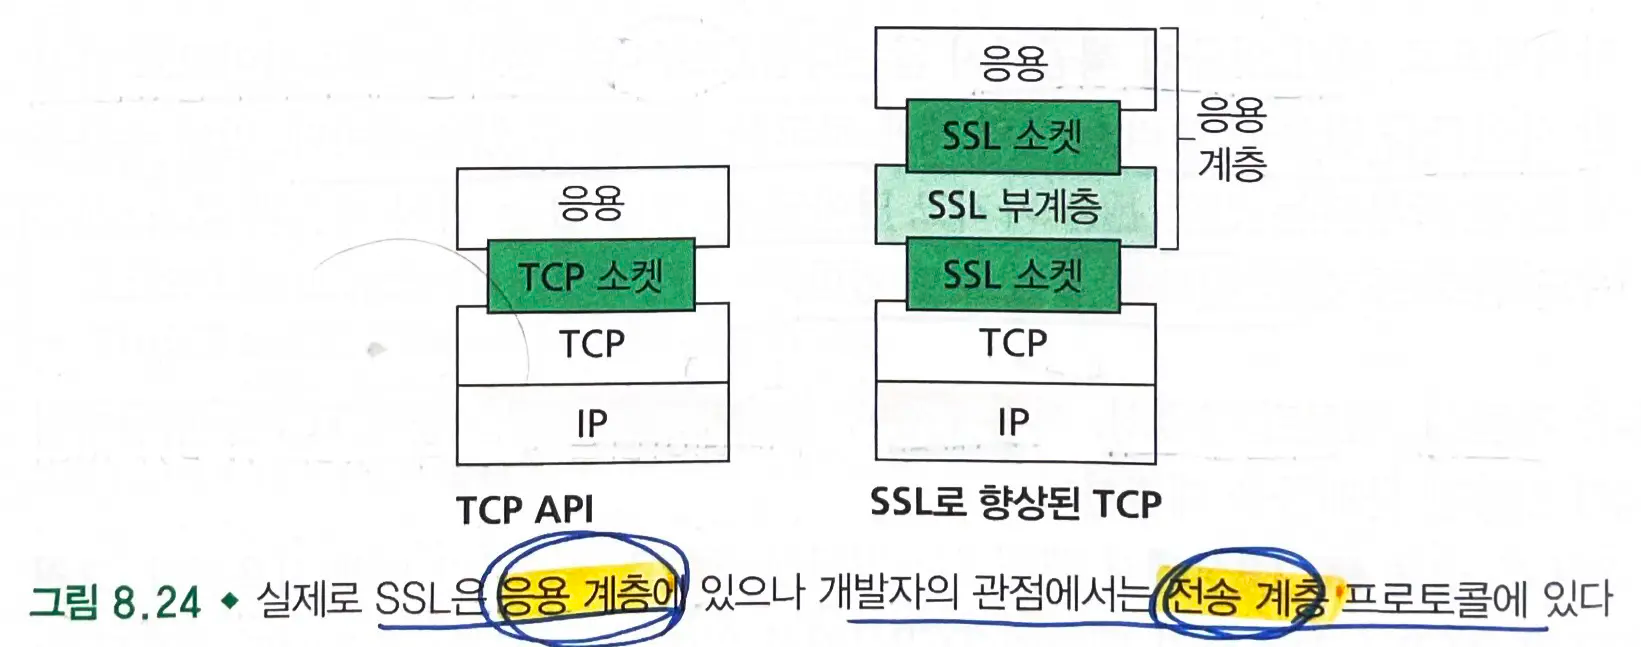 응용
TCP 소켓
TCP
IP
TCP API
응용
SSL 소켓
SSL 부계층
SSL 소켓
TCP
IP
SSL로 향상된 TCP
응용
계층
그림 8.24 ◆ 실제로 SSL은 응용 계층에 있으나 개발자의 관점에서는 전송 계층 프로토콜에 있다